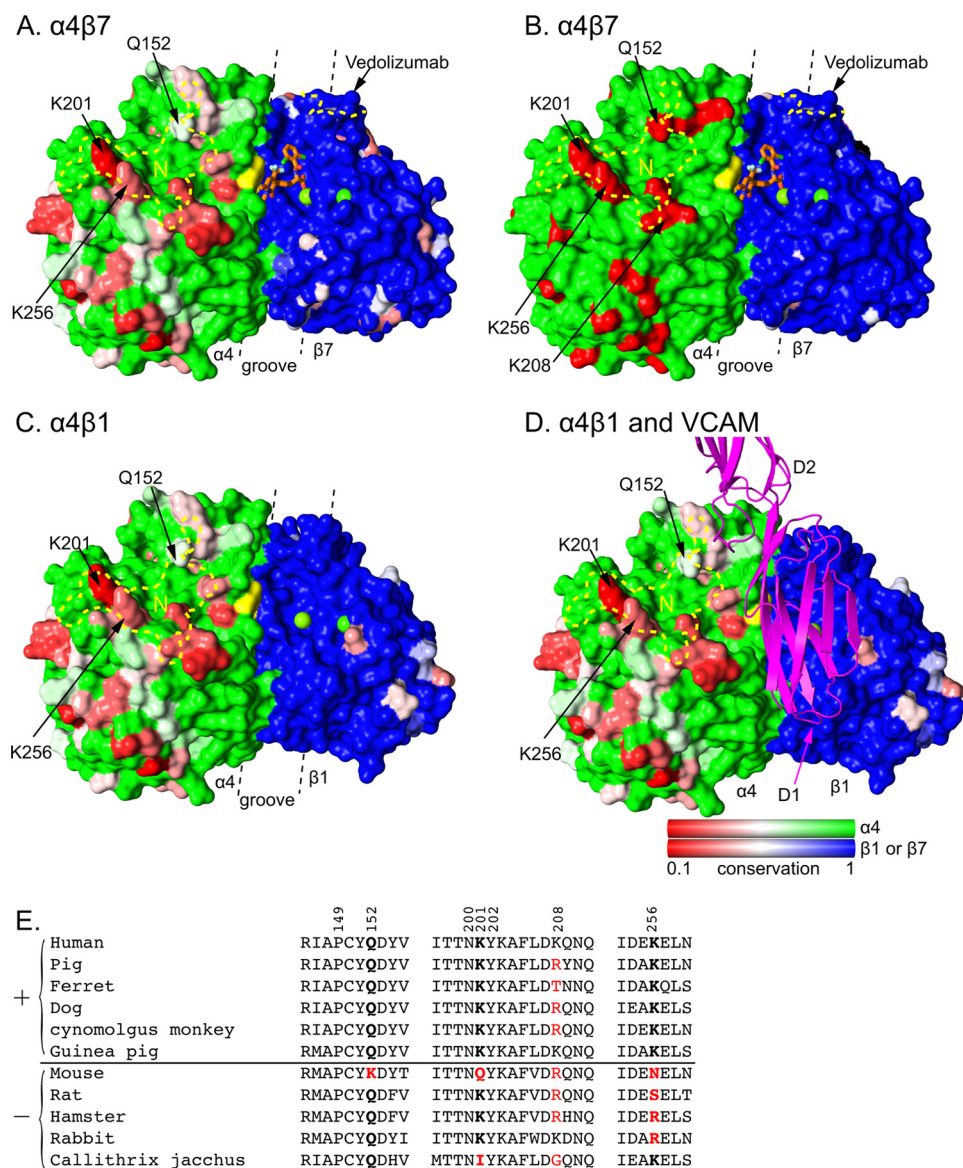 A. α4β7
Q152
Vedolizumab
K201
N
K256
α4
groove
β7
B. α4β7
Q152
Vedolizumab
K201
N
K256
K208
α4
groove
β7
C. α4β1
Q152
K201
N
K256
α4
groove
β1
D. α4β1 and VCAM
D2
Q152
K201
N
K256
α4
D1
β1
α4
β1 or β7
0.1 conservation 1
E.
149 152 200 201 202 208 256
+
Human RIAPCYQDYV ITTNKYKAFLDKQNQ IDEKELN
Pig RIAPCYQDYV ITTNKYKAFLDRYNQ IDAKELN
Ferret RIAPCYQDYV ITTNKYKAFLDTNNQ IDAKQLS
Dog RIAPCYQDYV ITTNKYKAFLDRQNQ IEAKELS
cynomolgus monkey RIAPCYQDYV ITTNKYKAFLDRQNQ IDEKELN
Guinea pig RMAPCYQDYV ITTNKYKAFLDKQNQ IDAKELS
−
Mouse RMAPCYKDYT ITTNQYKAFVDRQNQ IDENELN
Rat RMAPCYQDFV ITTNKYKAFVDRQNQ IDESELT
Hamster RMAPCYQDFV ITTNKYKAFVDRHNQ IDERELS
Rabbit RMAPCYQDYI ITTNKYKAFWDKDNQ IDARELN
Callithrix jacchus RIAPCYQDHV MTTNIYKAFLDGQNQ IEAKELS